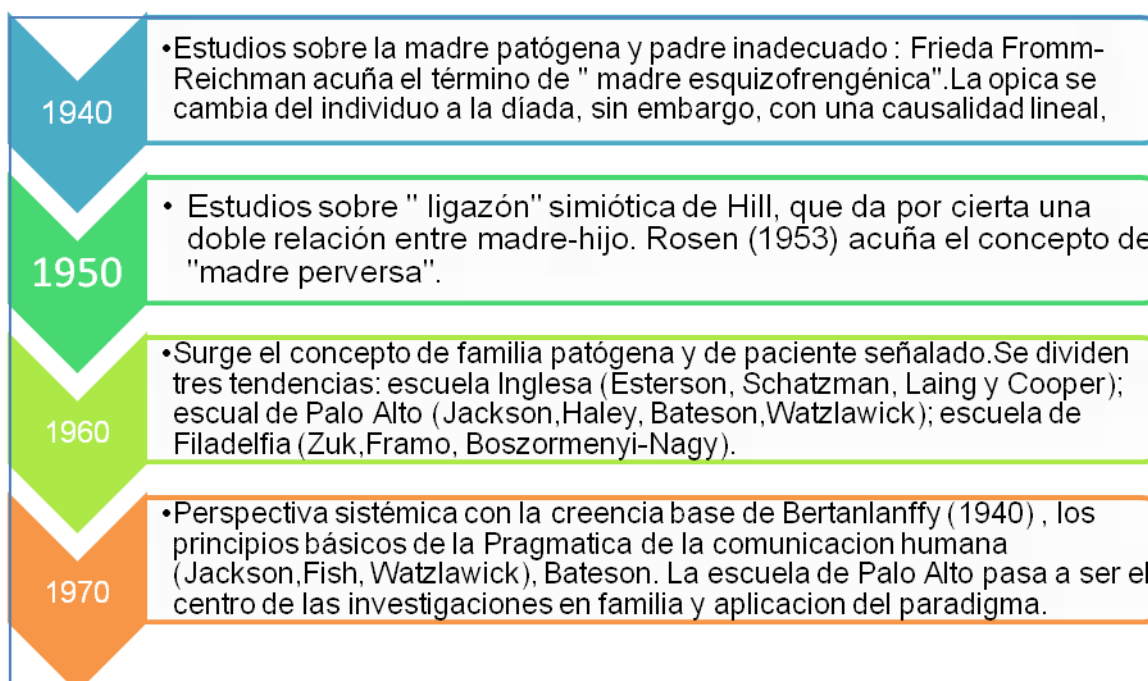 •Estudios sobre la madre patógena y padre inadecuado : Frieda Fromm-
Reichman acuña el término de " madre esquizofrengénica".La opica se
1940
cambia del individuo a la díada, sin embargo, con una causalidad lineal,
• Estudios sobre " ligazón" simiótica de Hill, que da por cierta una
doble relación entre madre-hijo. Rosen (1953) acuña el concepto de
1950
"madre perversa".
•Surge el concepto de familia patógena y de paciente señalado.Se dividen
tres tendencias: escuela Inglesa (Esterson, Schatzman, Laing y Cooper);
1960
escual de Palo Alto (Jackson,Haley, Bateson,Watzlawick); escuela de
Filadelfia (Zuk,Framo, Boszormenyi-Nagy).
•Perspectiva sistémica con la creencia base de Bertanlanffy (1940) , los
principios básicos de la Pragmatica de la comunicacion humana
1970
(Jackson,Fish, Watzlawick), Bateson. La escuela de Palo Alto pasa a ser el
centro de las investigaciones en familia y aplicacion del paradigma.